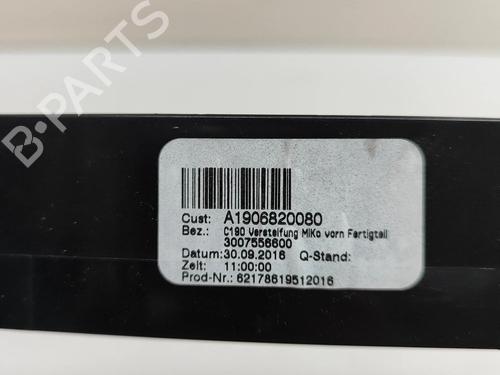 B-PARTS
Cust: A1906820080
Bez.: C190 Versteifung MiKo vorn Fertigteil
3007556600
Datum:30.09.2016 Q-Stand:
Zeit: 11:00:00
Prod-Nr.: 62178619512016